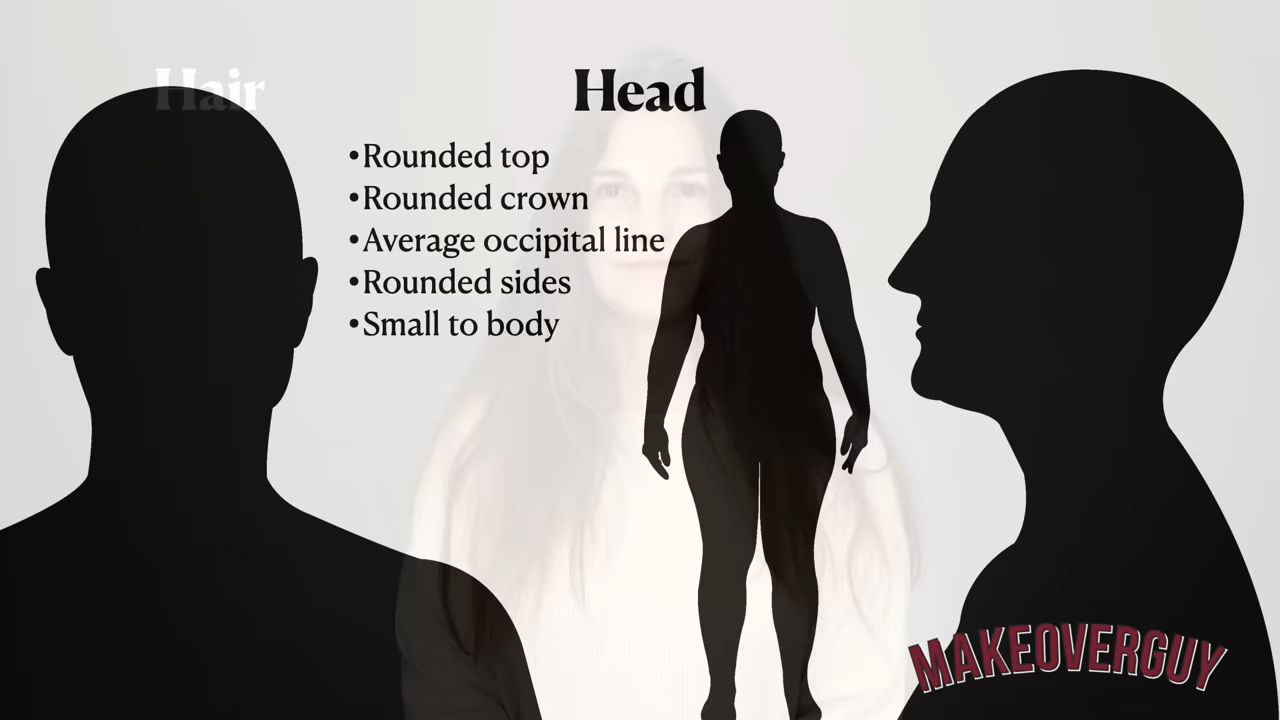 Hair
Head
•Rounded top
•Rounded crown
•Average occipital line
•Rounded sides
•Small to body
MAKEOVERGUY